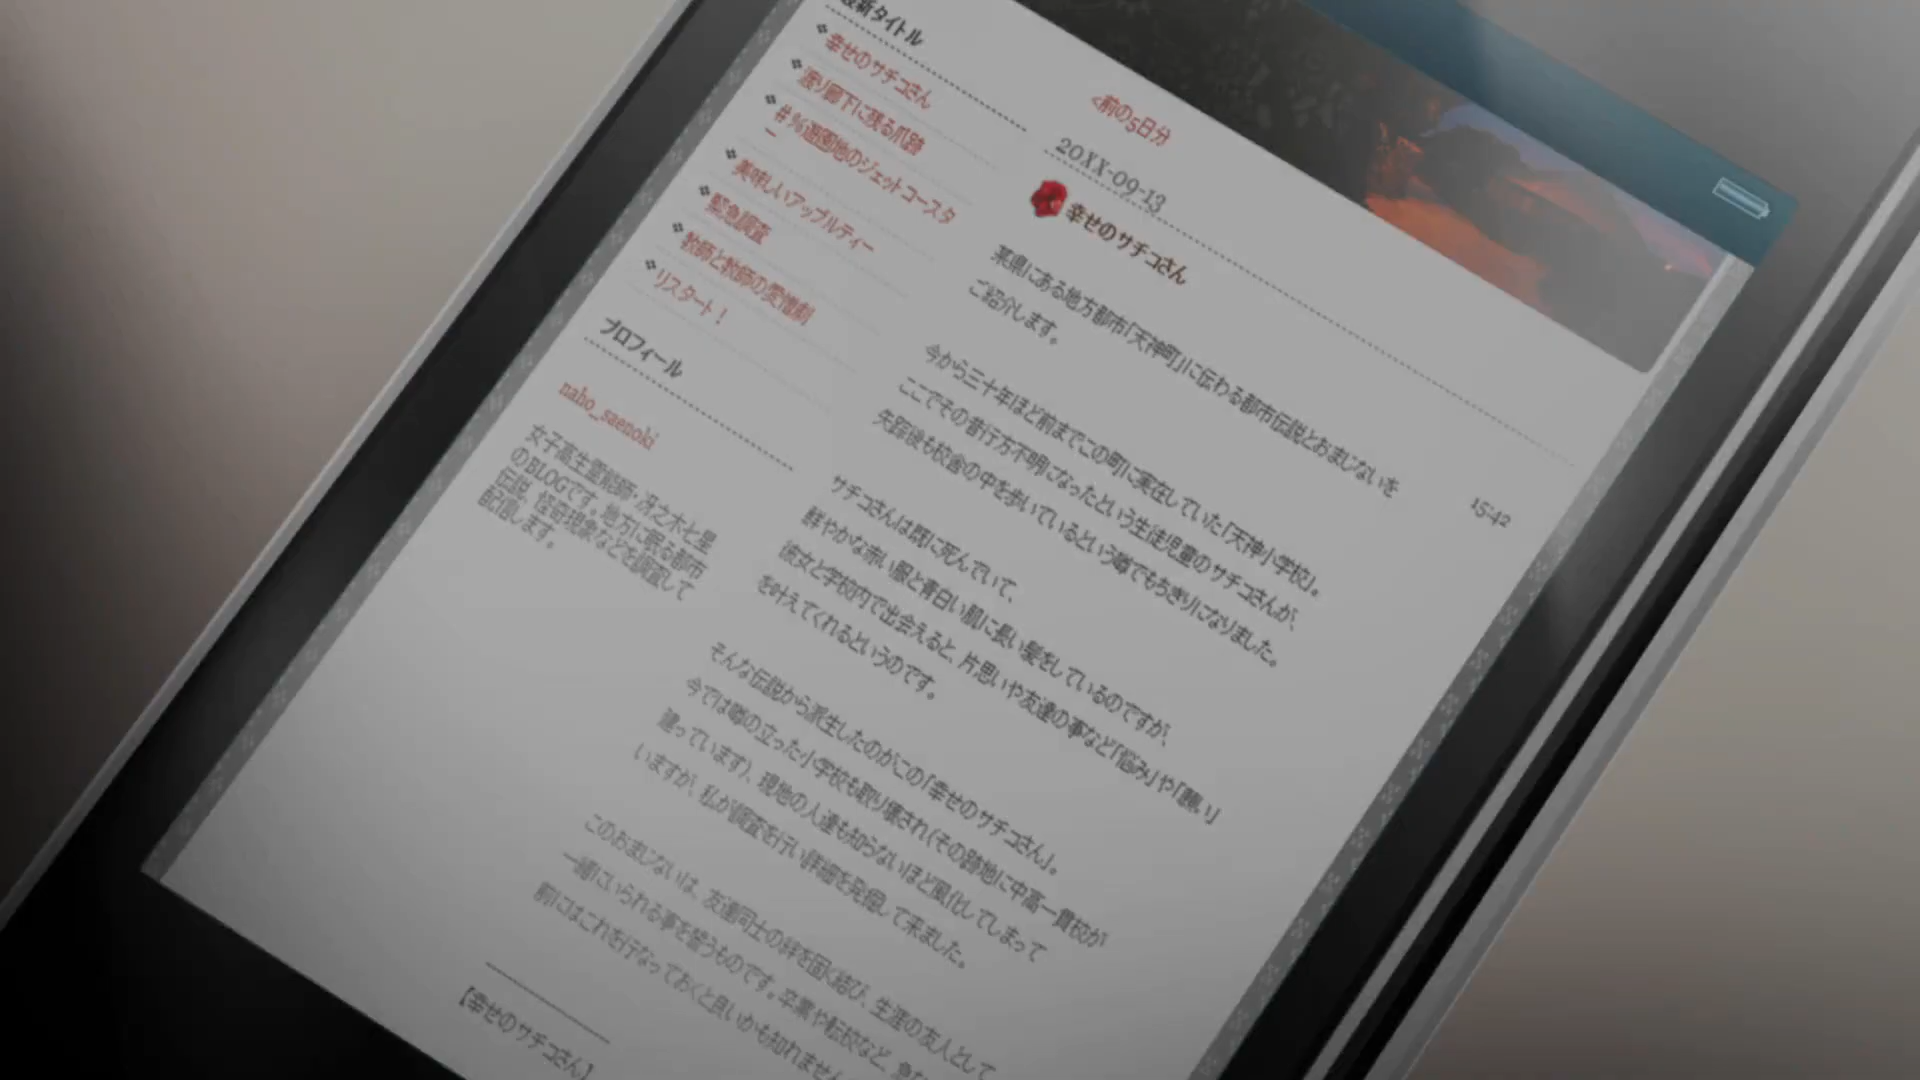 最新タイトル
幸せのサチコさん
渡り廊下に残る爪跡
#%遊園地のジェットコースタ
ー
美味しいアップルティー
緊急調査
教師と教師の愛憎劇
リスタート！
プロフィール
naho_saenoki
女子高生霊能師・冴之木七星
のBLOGです。地方に眠る都市
伝説、怪奇現象などを調査して
配信します。
<前の5日分
20XX-09-13
幸せのサチコさん
某県にある地方都市「天神町」に伝わる都市伝説とおまじないを
ご紹介します。
15:42
今から三十年ほど前までこの町に実在していた「天神小学校」。
ここでその昔行方不明になったという生徒児童のサチコさんが、
失踪後も校舎の中を歩いているという噂でもちきりになりました。
サチコさんは既に死んでいて、
鮮やかな赤い服と青白い肌に長い髪をしているのですが、
彼女と学校内で出会えると、片思いや友達の事など「悩み」や「願い」
を叶えてくれるというのです。
そんな伝説から派生したのがこの「幸せのサチコさん」。
今では噂の立った小学校も取り壊され(その跡地に中高一貫校が
建っています)、現地の人達も知らないほど風化してしまって
いますが、私が調査を行い詳細を発掘して来ました。
このおまじないは、友達同士の絆を固く結び、生涯の友人として
一緒にいられる事を誓うものです。卒業や転校など、急な
前にはこれを行なっておくと良いかも知れません
【幸せのサチコさん】